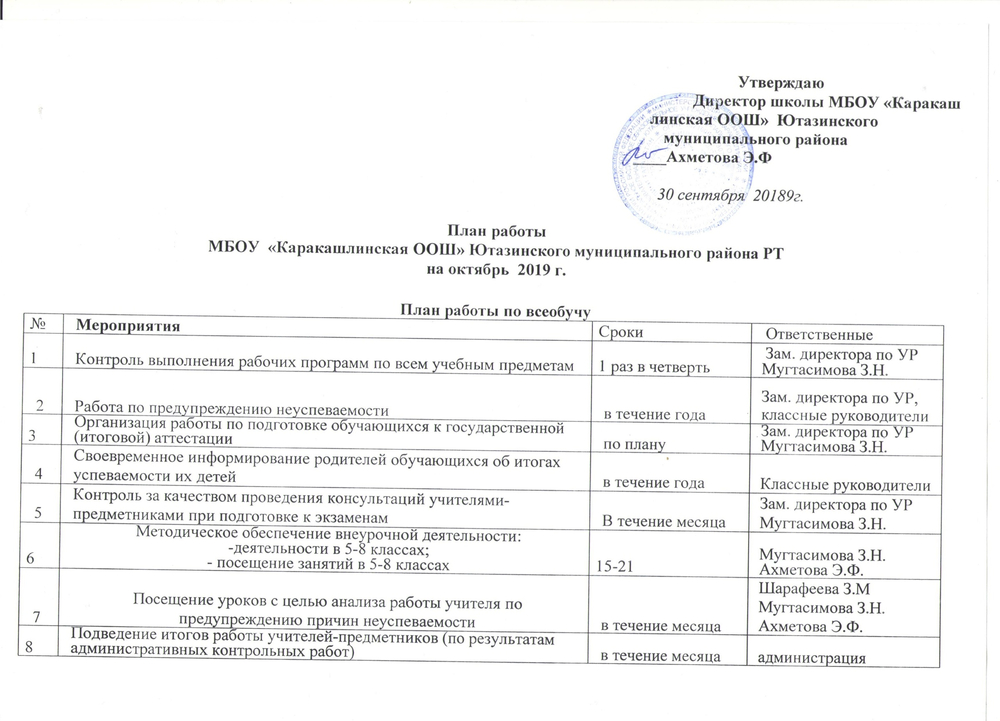 Утверждаю
Директор школы МБОУ «Каракаш
линская ООШ» Ютазинского
муниципального района
____Ахметова Э.Ф
30 сентября 20189г.
План работы
МБОУ «Каракашлинская ООШ» Ютазинского муниципального района РТ
на октябрь 2019 г.
План работы по всеобучу
№ Мероприятия Сроки Ответственные
1 Контроль выполнения рабочих программ по всем учебным предметам 1 раз в четверть Зам. директора по УР
Мугтасимова З.Н.
2 Работа по предупреждению неуспеваемости в течение года Зам. директора по УР,
классные руководители
3 Организация работы по подготовке обучающихся к государственной
(итоговой) аттестации по плану Зам. директора по УР
Мугтасимова З.Н.
4 Своевременное информирование родителей обучающихся об итогах
успеваемости их детей в течение года Классные руководители
5 Контроль за качеством проведения консультаций учителями-
предметниками при подготовке к экзаменам В течение месяца Зам. директора по УР
Мугтасимова З.Н.
6 Методическое обеспечение внеурочной деятельности:
-деятельности в 5-8 классах;
- посещение занятий в 5-8 классах 15-21 Мугтасимова З.Н.
Ахметова Э.Ф.
7 Посещение уроков с целью анализа работы учителя по
предупреждению причин неуспеваемости в течение месяца Шарафеева З.М
Мугтасимова З.Н.
Ахметова Э.Ф.
8 Подведение итогов работы учителей-предметников (по результатам
административных контрольных работ) в течение месяца администрация